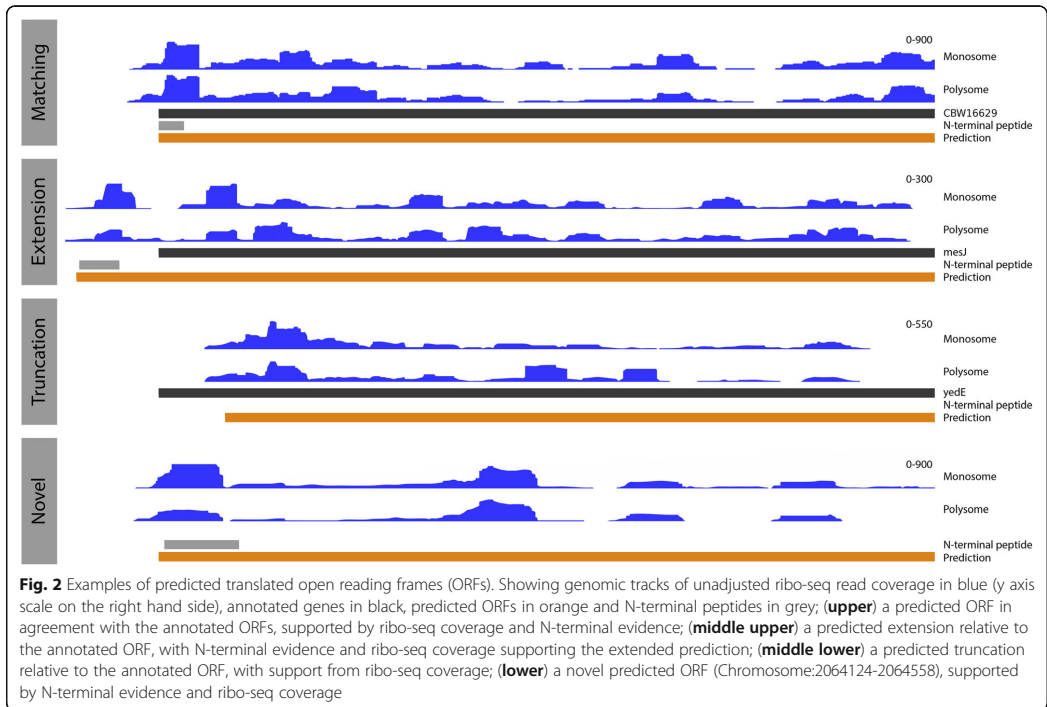 Matching
0-900
Monosome
Polysome
CBW16629
N-terminal peptide
Prediction
Extension
0-300
Monosome
Polysome
mesJ
N-terminal peptide
Prediction
Truncation
0-550
Monosome
Polysome
yedE
N-terminal peptide
Prediction
Novel
0-900
Monosome
Polysome
N-terminal peptide
Prediction
Fig. 2 Examples of predicted translated open reading frames (ORFs). Showing genomic tracks of unadjusted ribo-seq read coverage in blue (y axis
scale on the right hand side), annotated genes in black, predicted ORFs in orange and N-terminal peptides in grey; (upper) a predicted ORF in
agreement with the annotated ORFs, supported by ribo-seq coverage and N-terminal evidence; (middle upper) a predicted extension relative to
the annotated ORF, with N-terminal evidence and ribo-seq coverage supporting the extended prediction; (middle lower) a predicted truncation
relative to the annotated ORF, with support from ribo-seq coverage; (lower) a novel predicted ORF (Chromosome:2064124-2064558), supported
by N-terminal evidence and ribo-seq coverage